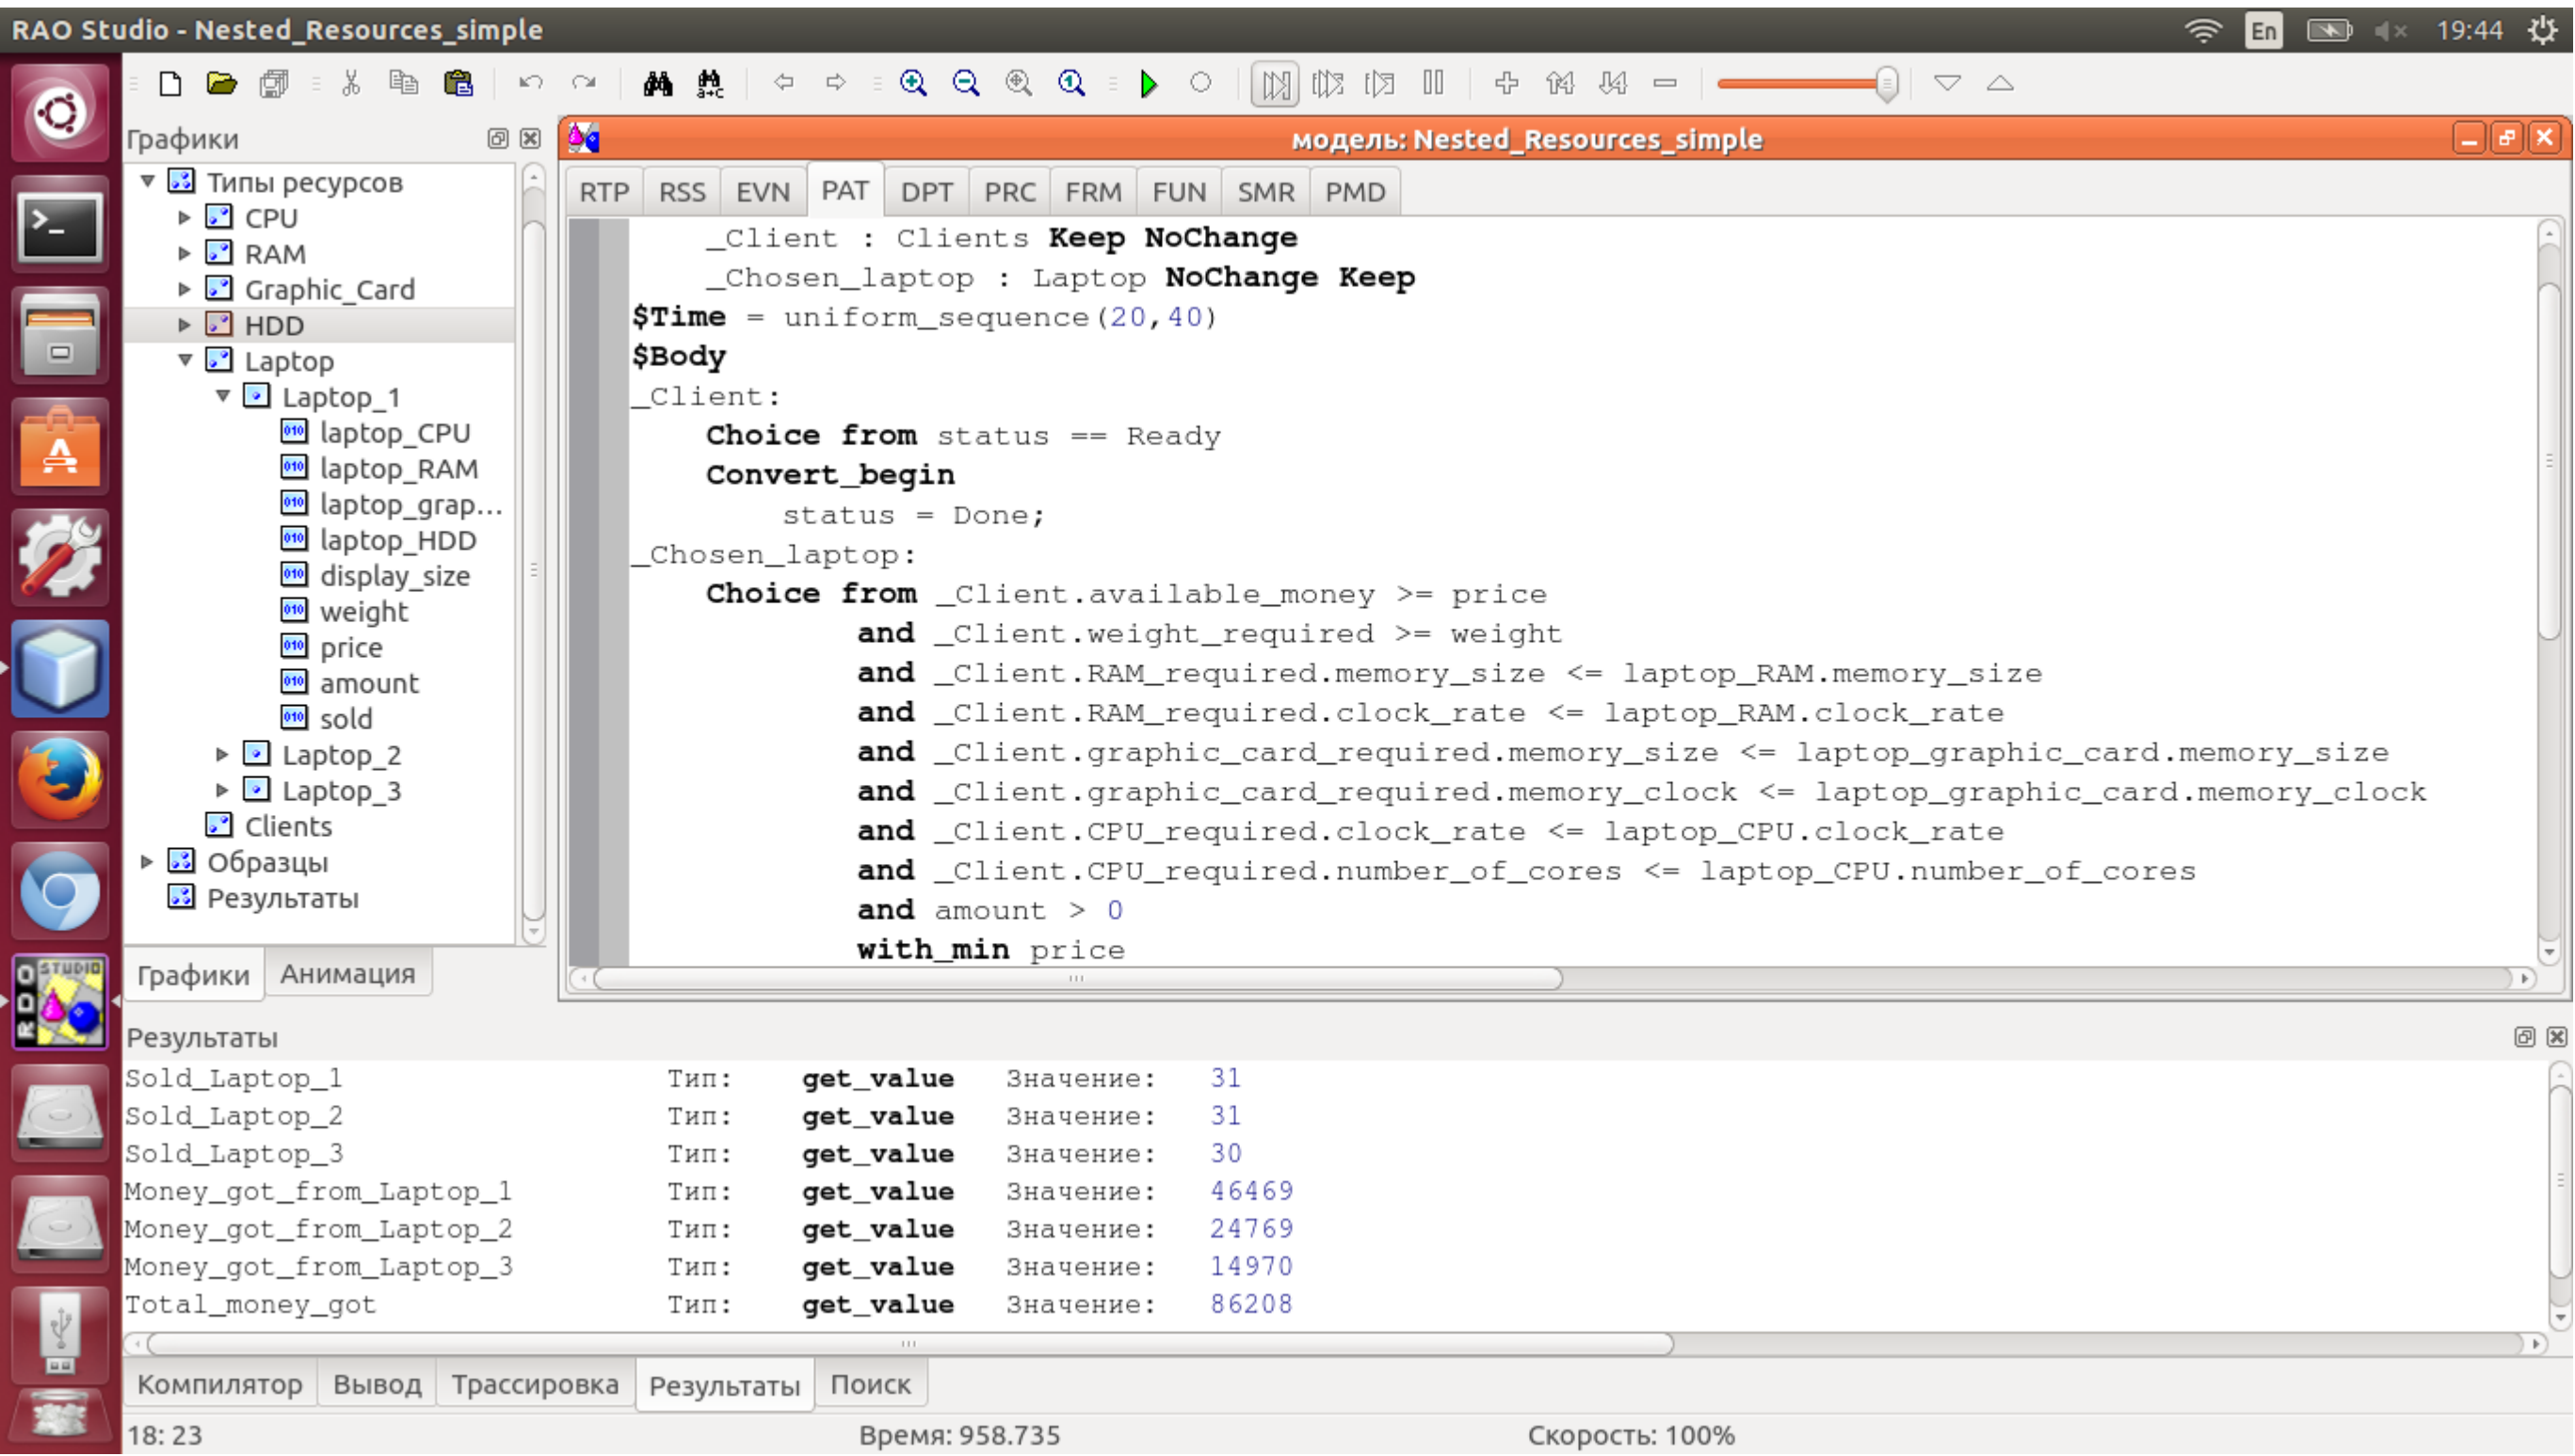 RAO Studio - Nested_Resources_simple
En
19:44
Графики
Типы ресурсов
CPU
RAM
Graphic_Card
HDD
Laptop
Laptop_1
laptop_CPU
laptop_RAM
laptop_grap...
laptop_HDD
display_size
weight
price
amount
sold
Laptop_2
Laptop_3
Clients
Образцы
Результаты
Графики Анимация
модель: Nested_Resources_simple
RTP RSS EVN PAT DPT PRC FRM FUN SMR PMD
_Client : Clients Keep NoChange
_Chosen_laptop : Laptop NoChange Keep
$Time = uniform_sequence(20,40)
$Body
_Client:
Choice from status == Ready
Convert_begin
status = Done;
_Chosen_laptop:
Choice from _Client.available_money >= price
and _Client.weight_required >= weight
and _Client.RAM_required.memory_size <= laptop_RAM.memory_size
and _Client.RAM_required.clock_rate <= laptop_RAM.clock_rate
and _Client.graphic_card_required.memory_size <= laptop_graphic_card.memory_size
and _Client.graphic_card_required.memory_clock <= laptop_graphic_card.memory_clock
and _Client.CPU_required.clock_rate <= laptop_CPU.clock_rate
and _Client.CPU_required.number_of_cores <= laptop_CPU.number_of_cores
and amount > 0
with_min price
Результаты
Sold_Laptop_1 Тип: get_value Значение: 31
Sold_Laptop_2 Тип: get_value Значение: 31
Sold_Laptop_3 Тип: get_value Значение: 30
Money_got_from_Laptop_1 Тип: get_value Значение: 46469
Money_got_from_Laptop_2 Тип: get_value Значение: 24769
Money_got_from_Laptop_3 Тип: get_value Значение: 14970
Total_money_got Тип: get_value Значение: 86208
Компилятор Вывод Трассировка Результаты Поиск
18: 23 Время: 958.735 Скорость: 100%